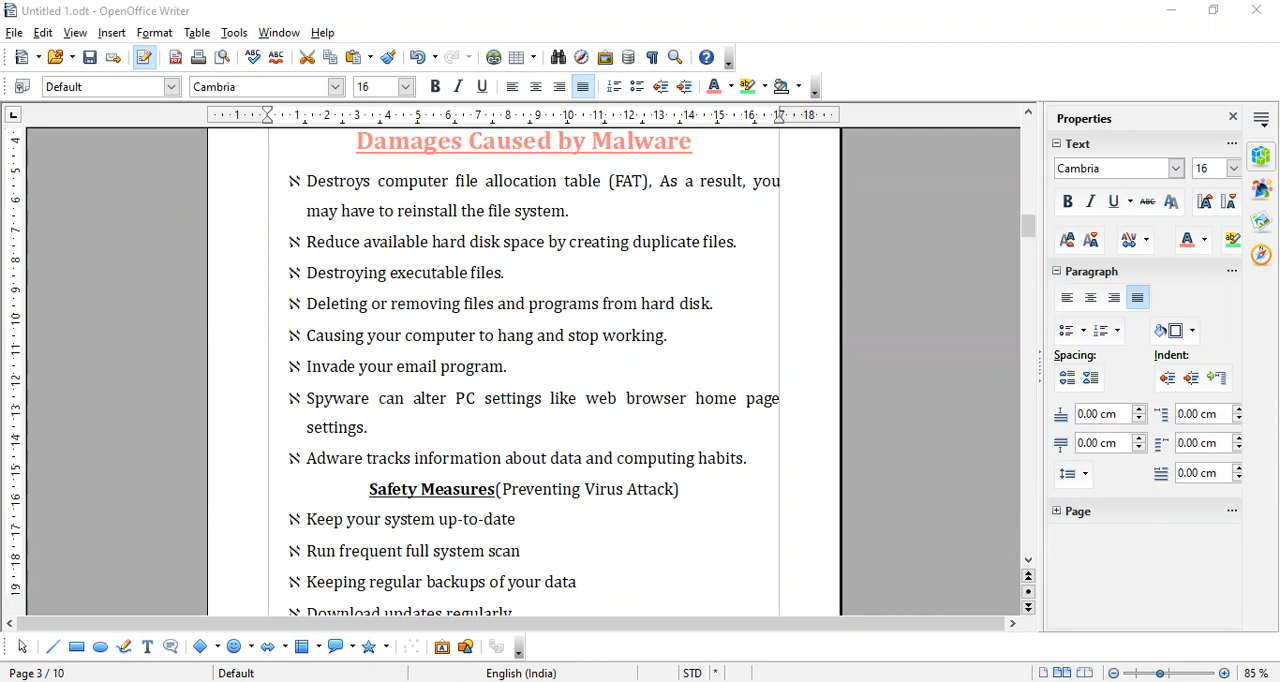 Untitled 1.odt - OpenOffice Writer
File Edit View Insert Format Table Tools Window Help
Default Cambria 16
Damages Caused by Malware
ℵ Destroys computer file allocation table (FAT), As a result, you
may have to reinstall the file system.
ℵ Reduce available hard disk space by creating duplicate files.
ℵ Destroying executable files.
ℵ Deleting or removing files and programs from hard disk.
ℵ Causing your computer to hang and stop working.
ℵ Invade your email program.
ℵ Spyware can alter PC settings like web browser home page
settings.
ℵ Adware tracks information about data and computing habits.
Safety Measures(Preventing Virus Attack)
ℵ Keep your system up-to-date
ℵ Run frequent full system scan
ℵ Keeping regular backups of your data
ℵ Download updates regularly
Properties
Text
Cambria 16
Paragraph
Spacing: Indent:
0.00 cm 0.00 cm
0.00 cm 0.00 cm
0.00 cm
Page
Page 3 / 10 Default English (India) STD * 85 %